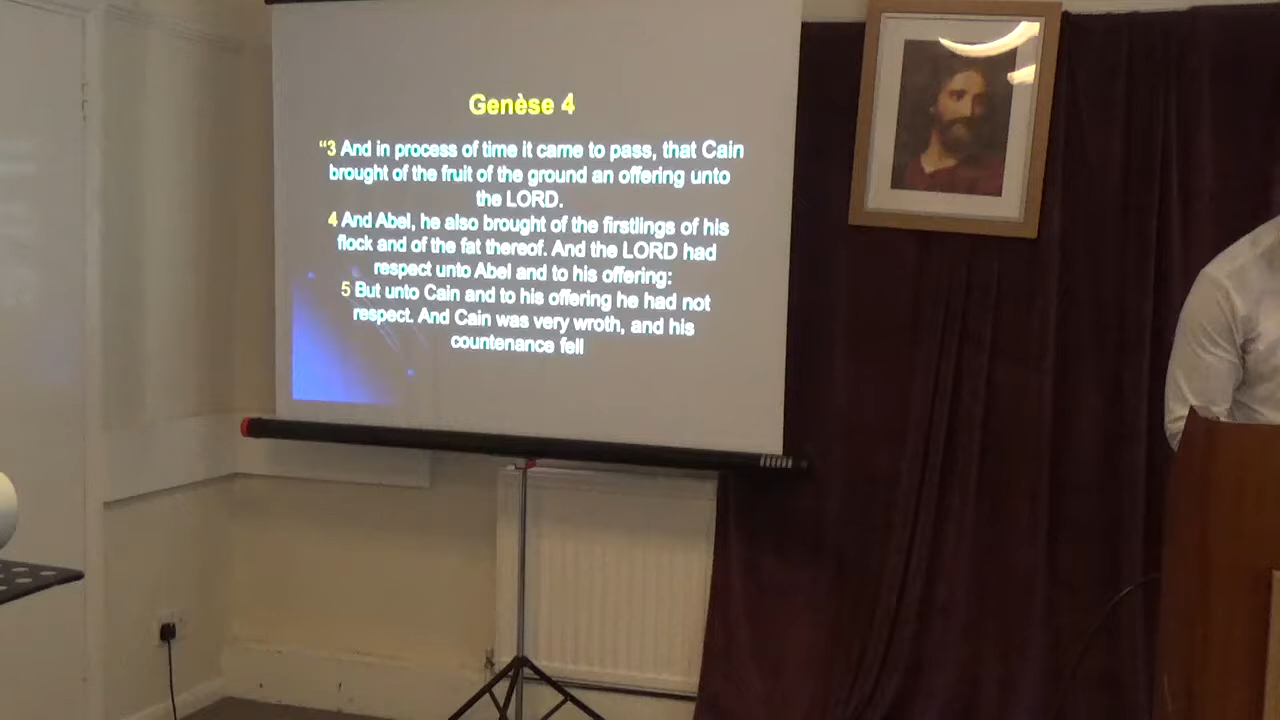 Genèse 4
“3 And in process of time it came to pass, that Cain
brought of the fruit of the ground an offering unto
the LORD.
4 And Abel, he also brought of the firstlings of his
flock and of the fat thereof. And the LORD had
respect unto Abel and to his offering:
5 But unto Cain and to his offering he had not
respect. And Cain was very wroth, and his
countenance fell